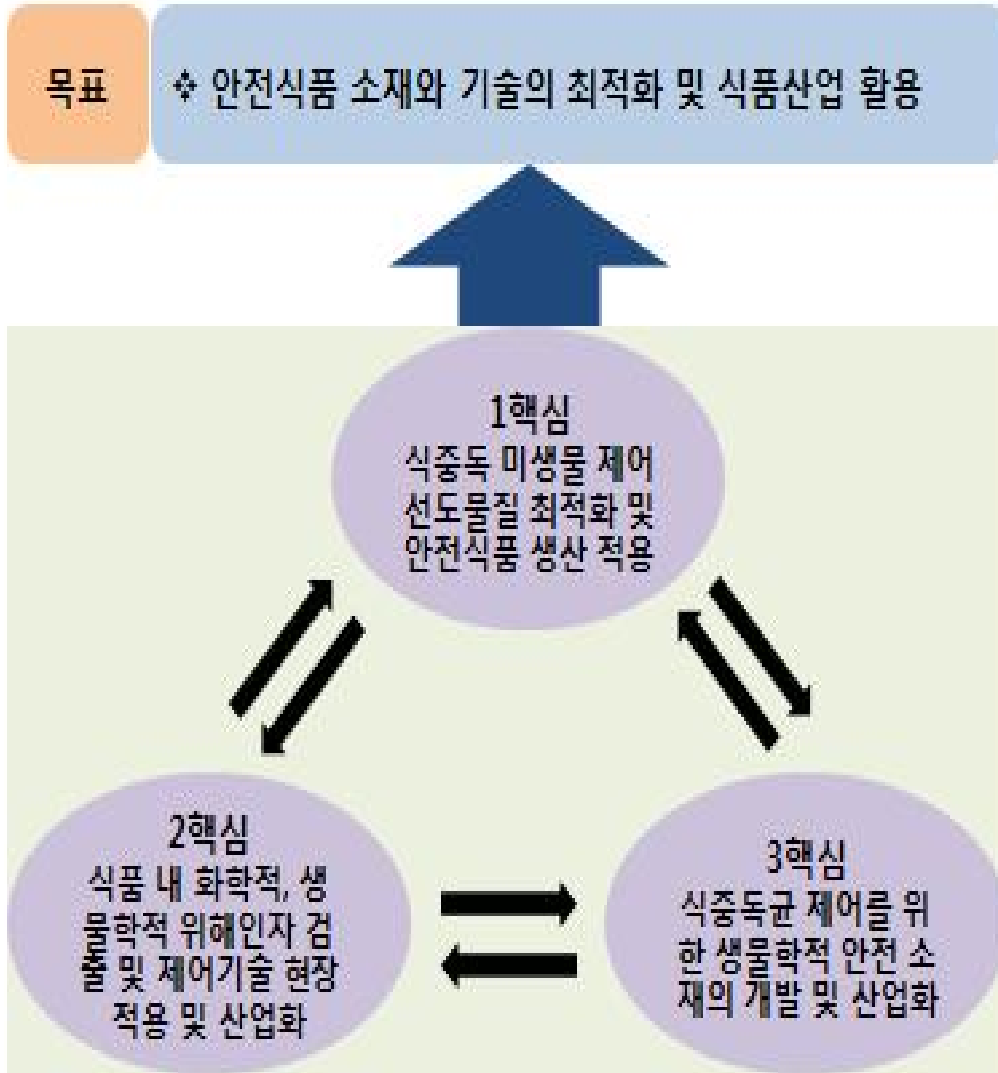 목표
❖ 안전식품 소재와 기술의 최적화 및 식품산업 활용
1핵심
식중독 미생물 제어
선도물질 최적화 및
안전식품 생산 적용
2핵심
식품 내 화학적, 생
물학적 위해인자 검
출 및 제어기술 현장
적용 및 산업화
3핵심
식중독균 제어를 위
한 생물학적 안전 소
재의 개발 및 산업화